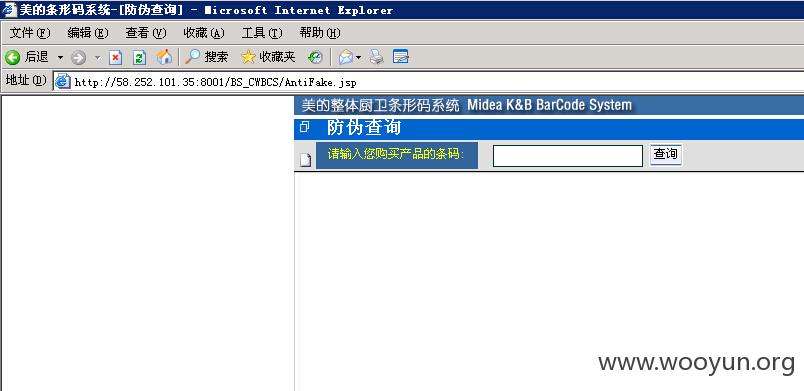 美的条形码系统-[防伪查询] - Microsoft Internet Explorer
文件(F) 编辑(E) 查看(V) 收藏(A) 工具(T) 帮助(H)
后退 搜索 收藏夹
地址(D) http://58.252.101.35:8001/BS_CWBCS/AntiFake.jsp
美的整体厨卫条形码系统 Midea K&B BarCode System
防伪查询
请输入您购买产品的条码: 查询
www.wooyun.org